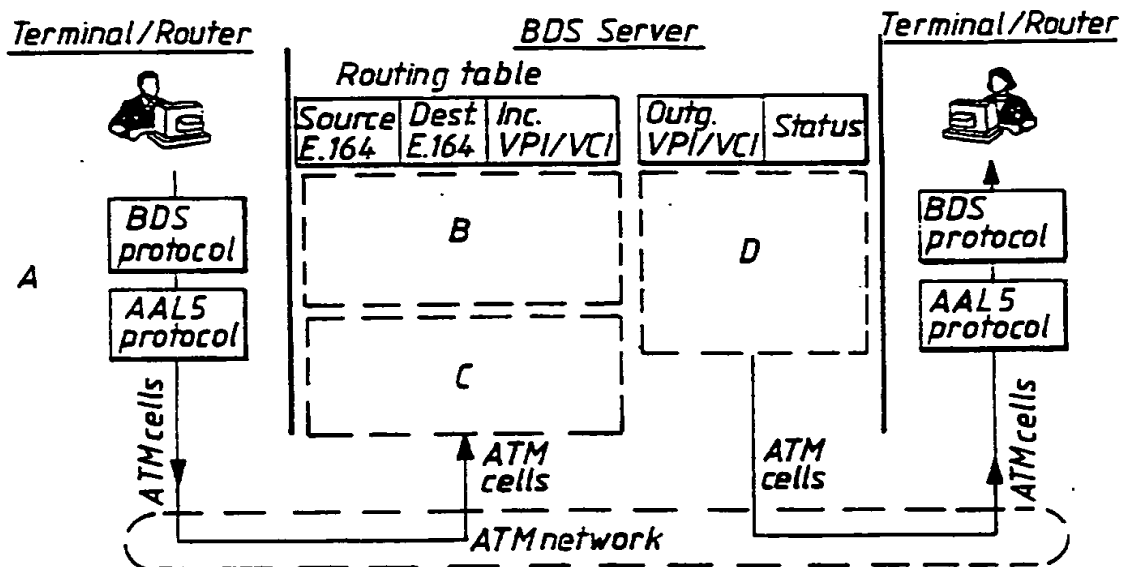 Terminal/Router
BDS Server
Terminal/Router
Routing table
Source
E.164
Dest
E.164
Inc.
VPI/VCI
Outg.
VPI/VCI
Status
BDS
protocol
AAL5
protocol
A
B
C
D
BDS
protocol
AAL5
protocol
ATM cells
ATM
cells
ATM
cells
ATM cells
ATM network